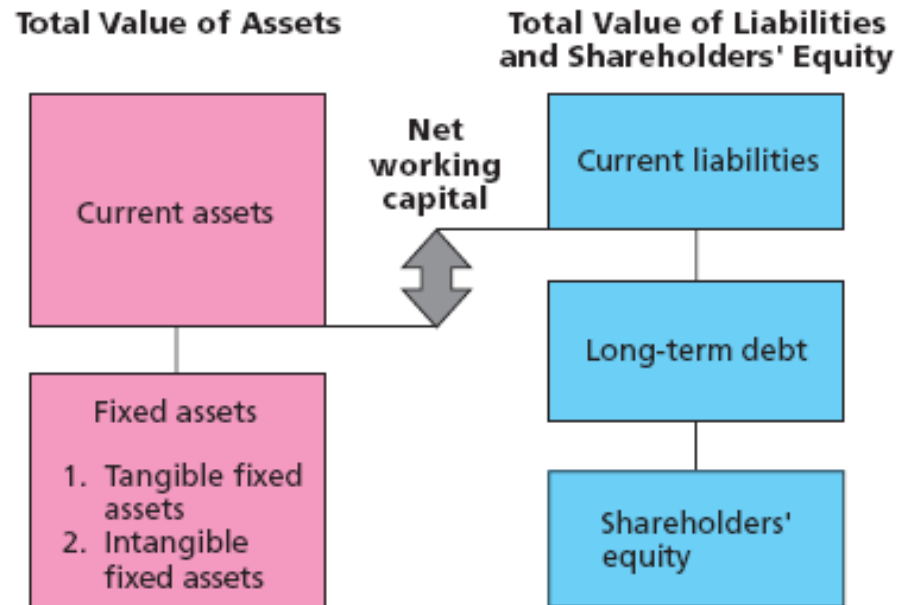 Total Value of Assets
Total Value of Liabilities
and Shareholders' Equity
Current assets
Net
working
capital
Current liabilities
Long-term debt
Fixed assets
1. Tangible fixed
assets
2. Intangible
fixed assets
Shareholders'
equity